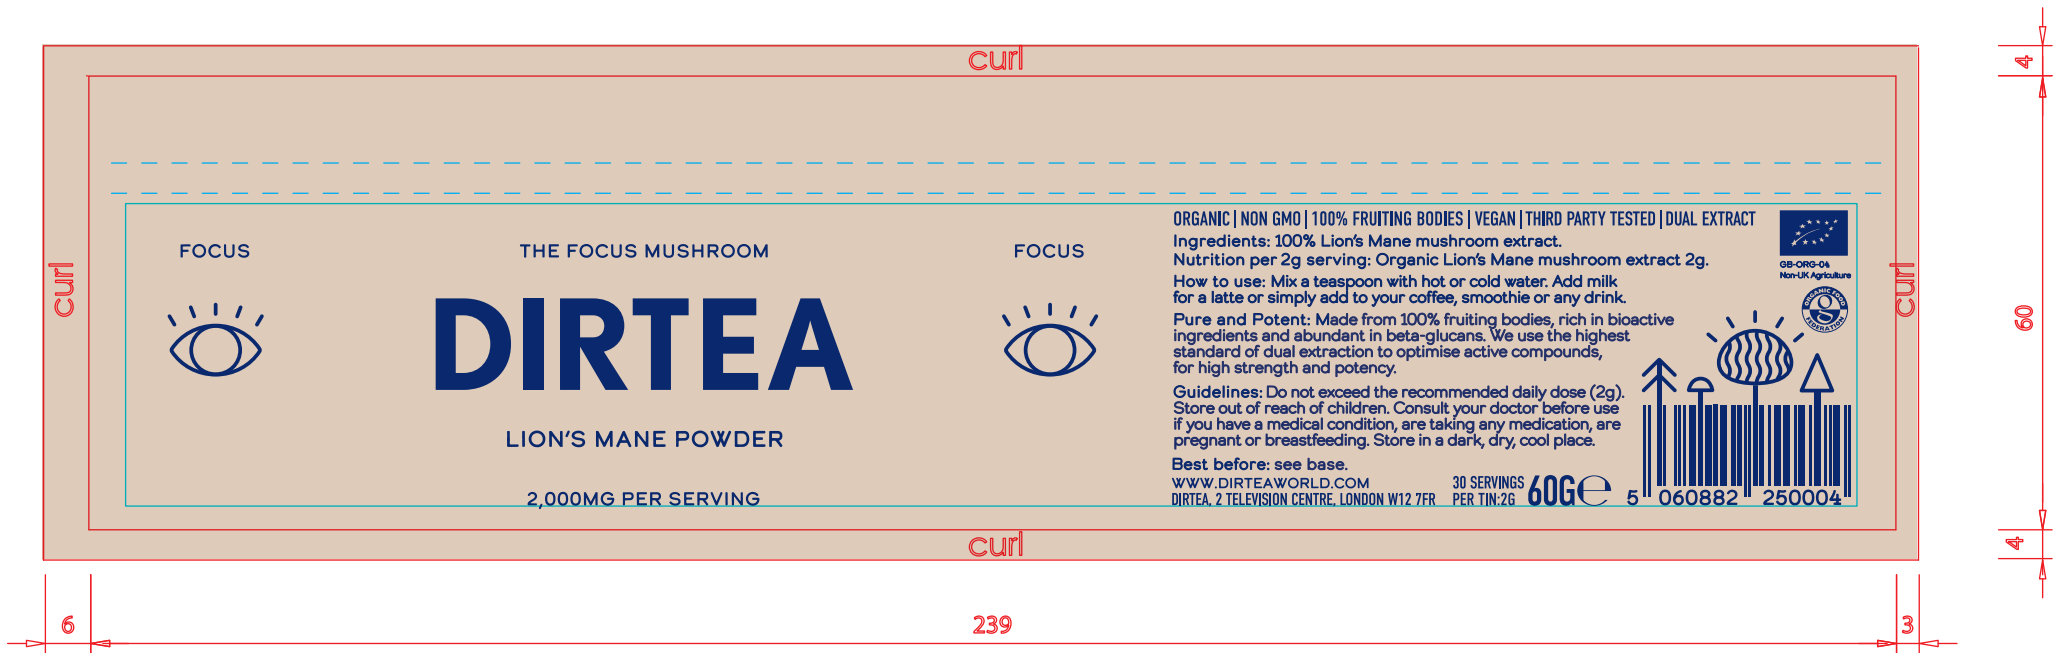 curl
4
FOCUS
THE FOCUS MUSHROOM
FOCUS
DIRTEA
LION'S MANE POWDER
2,000MG PER SERVING
ORGANIC | NON GMO | 100% FRUITING BODIES | VEGAN | THIRD PARTY TESTED | DUAL EXTRACT
Ingredients: 100% Lion's Mane mushroom extract.
Nutrition per 2g serving: Organic Lion's Mane mushroom extract 2g.
How to use: Mix a teaspoon with hot or cold water. Add milk
for a latte or simply add to your coffee, smoothie or any drink.
Pure and Potent: Made from 100% fruiting bodies, rich in bioactive
ingredients and abundant in beta-glucans. We use the highest
standard of dual extraction to optimise active compounds,
for high strength and potency.
Guidelines: Do not exceed the recommended daily dose (2g).
Store out of reach of children. Consult your doctor before use
if you have a medical condition, are taking any medication, are
pregnant or breastfeeding. Store in a dark, dry, cool place.
Best before: see base.
WWW.DIRTEAWORLD.COM
DIRTEA, 2 TELEVISION CENTRE, LONDON W12 7FR
30 SERVINGS
PER TIN:2G
60G℮
GB-ORG-04
Non-UK Agriculture
ORGANIC FOOD
FEDERATION
5 060882 250004
curl
curl
60
curl
4
6
239
3